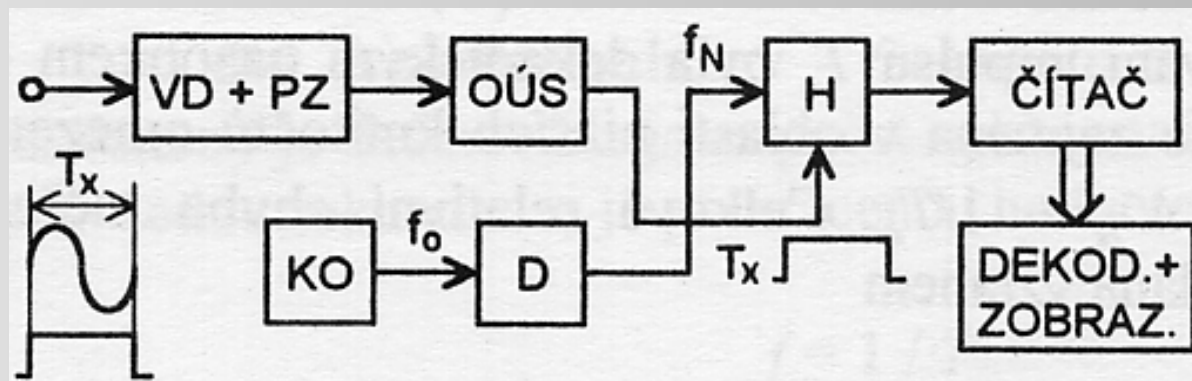 VD + PZ
OÚS
f_N
H
ČÍTAČ
T_x
KO
f_o
D
T_x
DEKOD.+
ZOBRAZ.